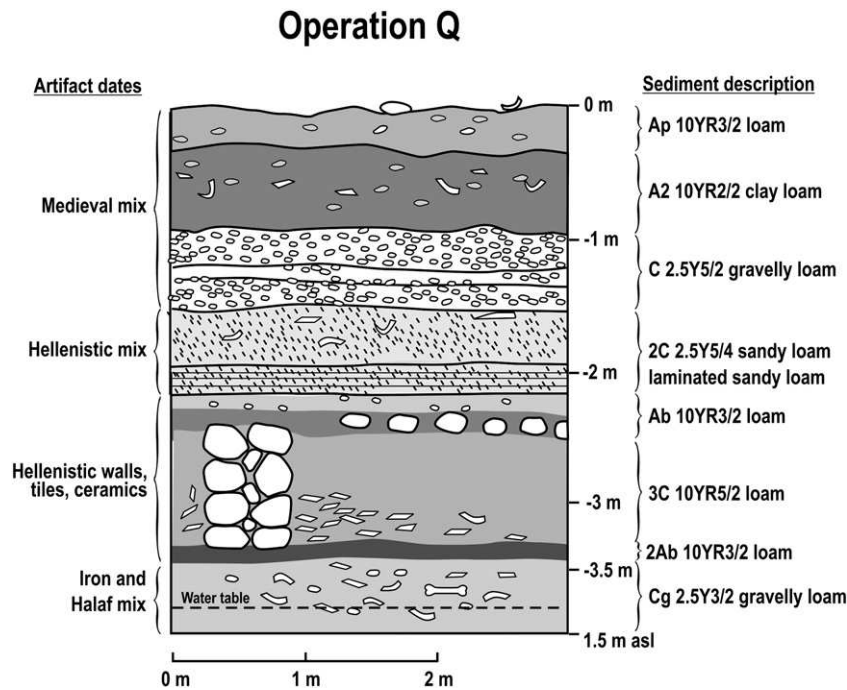 Operation Q
Artifact dates
Medieval mix
Hellenistic mix
Hellenistic walls,
tiles, ceramics
Iron and
Halaf mix
Water table
0 m
-1 m
-2 m
-3 m
-3.5 m
1.5 m asl
Sediment description
Ap 10YR3/2 loam
A2 10YR2/2 clay loam
C 2.5Y5/2 gravelly loam
2C 2.5Y5/4 sandy loam
laminated sandy loam
Ab 10YR3/2 loam
3C 10YR5/2 loam
2Ab 10YR3/2 loam
Cg 2.5Y3/2 gravelly loam
0 m
1 m
2 m